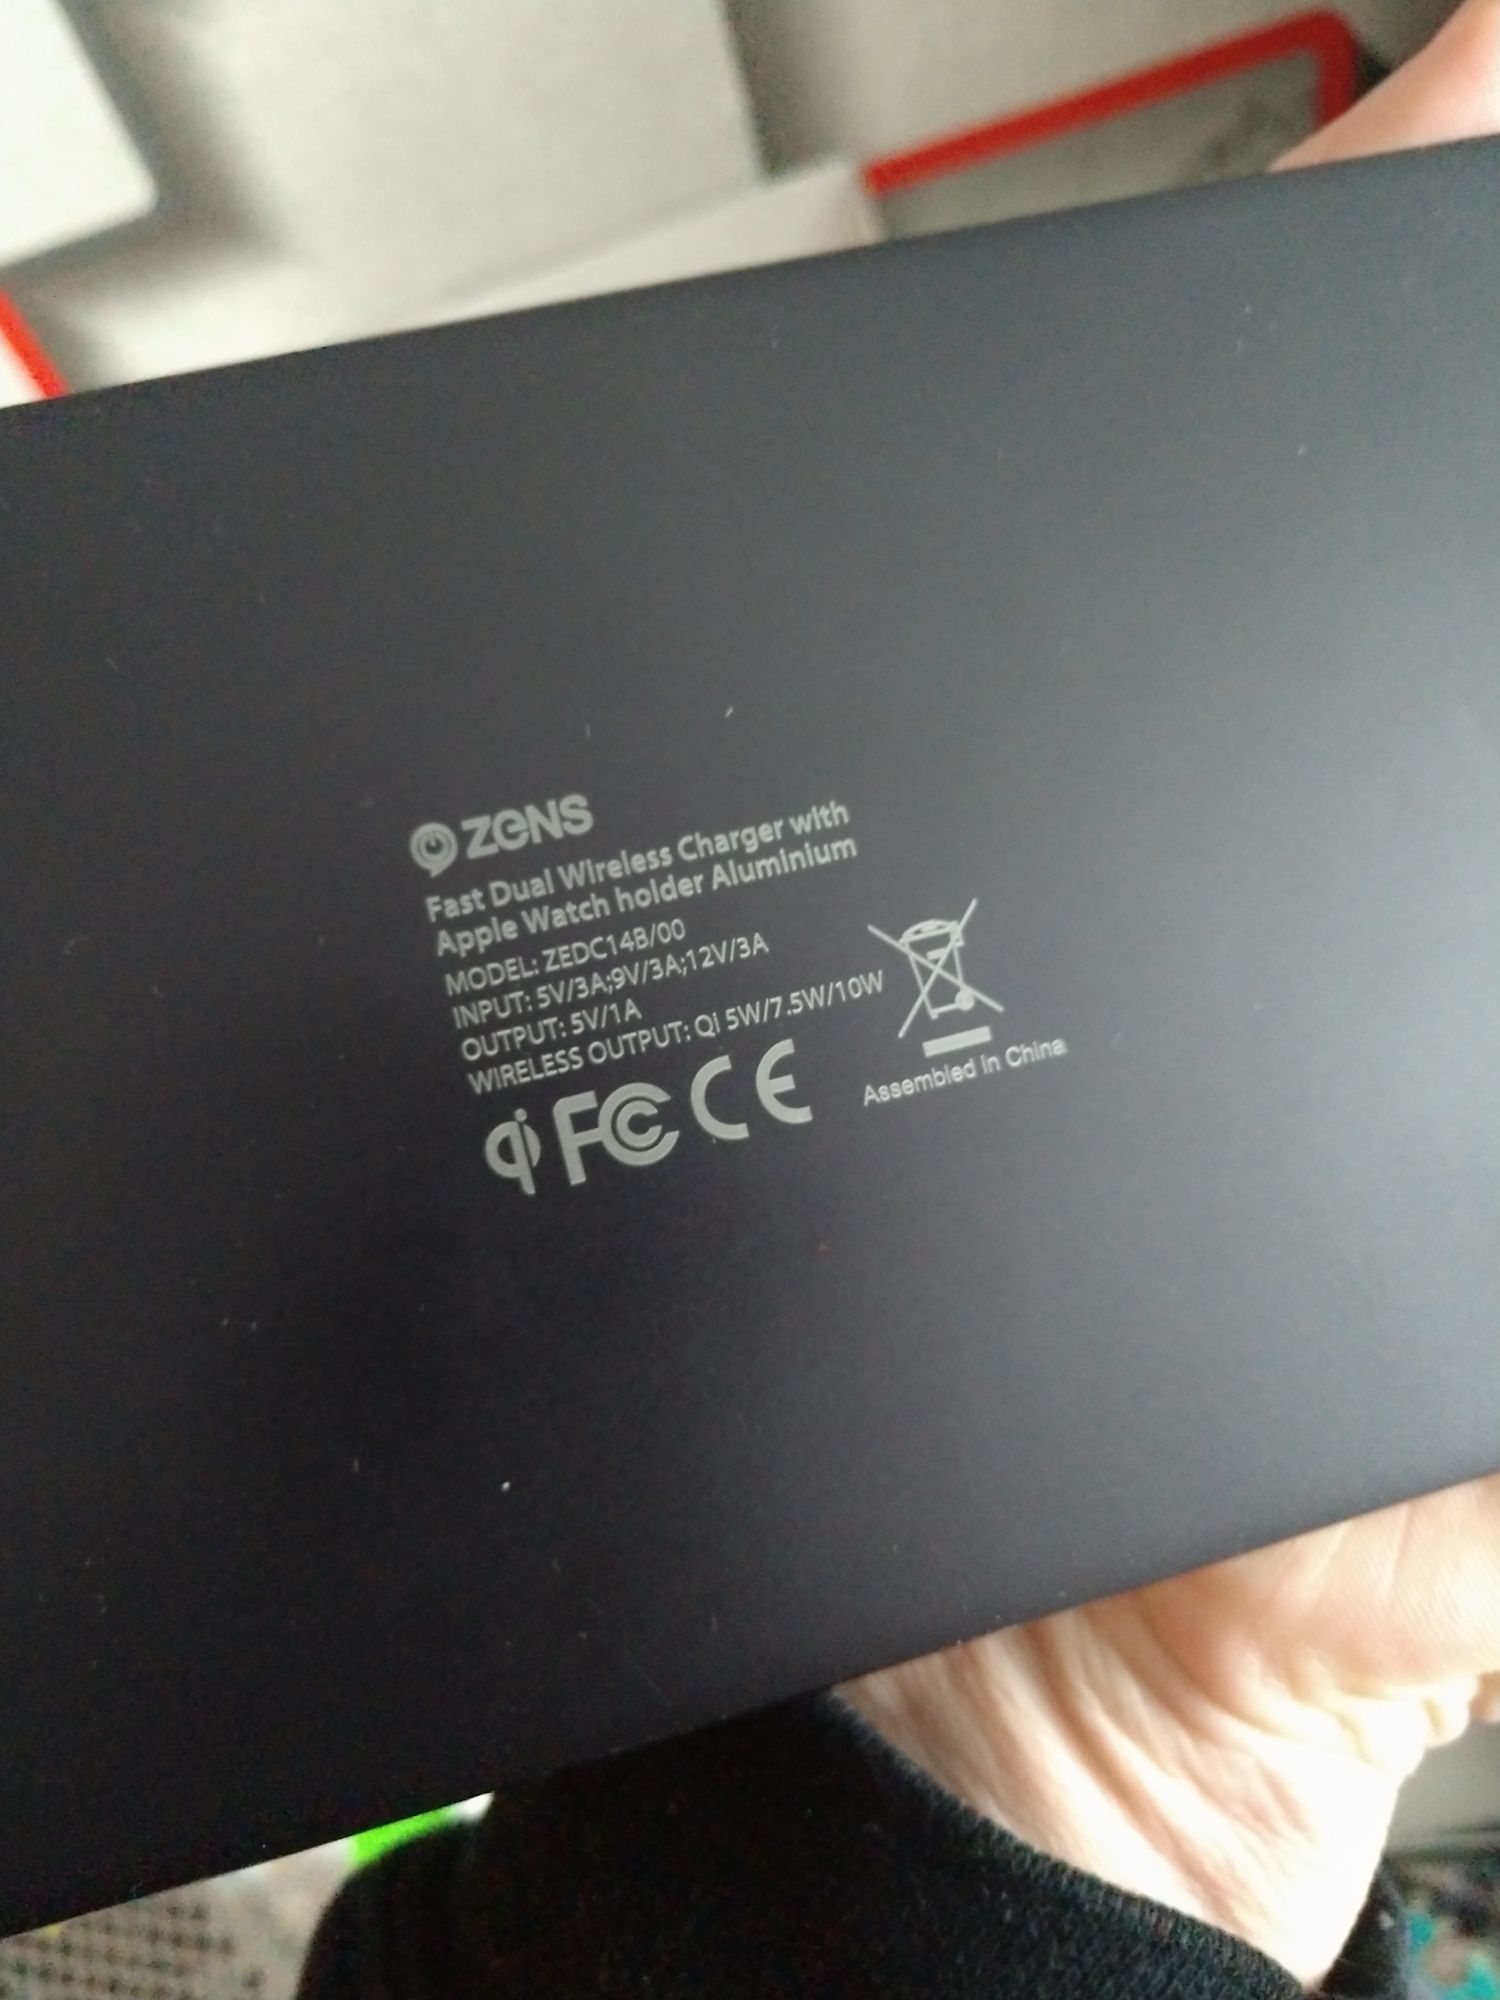 ZENS
Fast Dual Wireless Charger with
Apple Watch holder Aluminium
MODEL: ZEDC14B/00
INPUT: 5V/3A;9V/3A;12V/3A
OUTPUT: 5V/1A
WIRELESS OUTPUT: Qi 5W/7.5W/10W
qi FC CE
Assembled in China